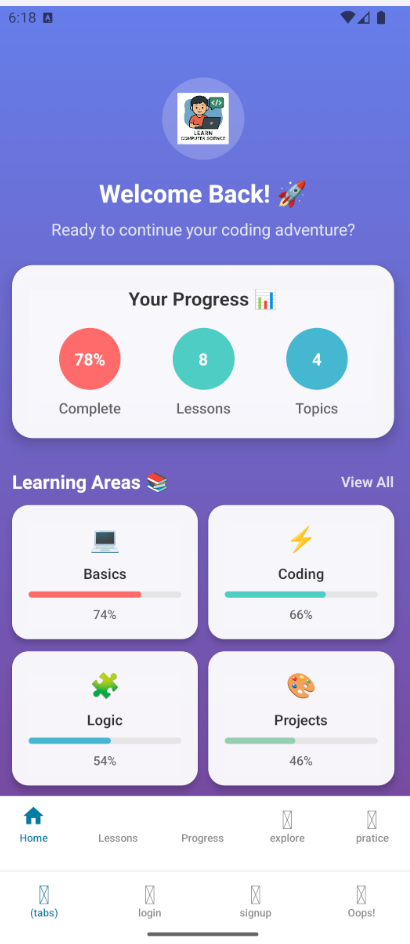 6:18
</>
LEARN
COMPUTER SCIENCE
Welcome Back! 🚀
Ready to continue your coding adventure?
Your Progress 📊
78% 8 4
Complete Lessons Topics
Learning Areas 📚 View All
Basics Coding
74% 66%
Logic Projects
54% 46%
Home Lessons Progress explore pratice
(tabs) login signup Oops!